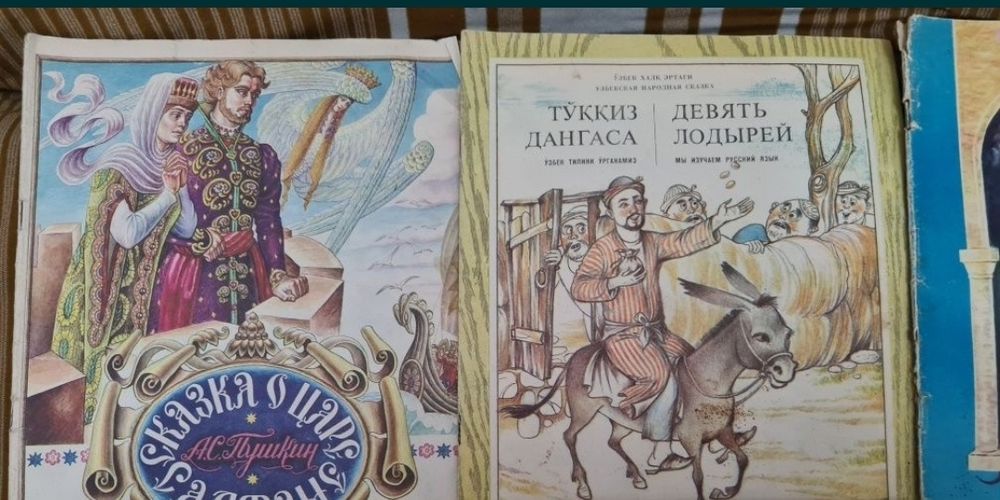 СКАЗКА О ЦАРЕ
А.С. Пушкин
САЛТАНЕ
ӮЗБЕК ХАЛҚ ЭРТАГИ
УЗБЕКСКАЯ НАРОДНАЯ СКАЗКА
ТЎҚҚИЗ
ДАНГАСА
ЎЗБЕК ТИЛИНИ ЎРГАНАМИЗ
ДЕВЯТЬ
ЛОДЫРЕЙ
МЫ ИЗУЧАЕМ РУССКИЙ ЯЗЫК